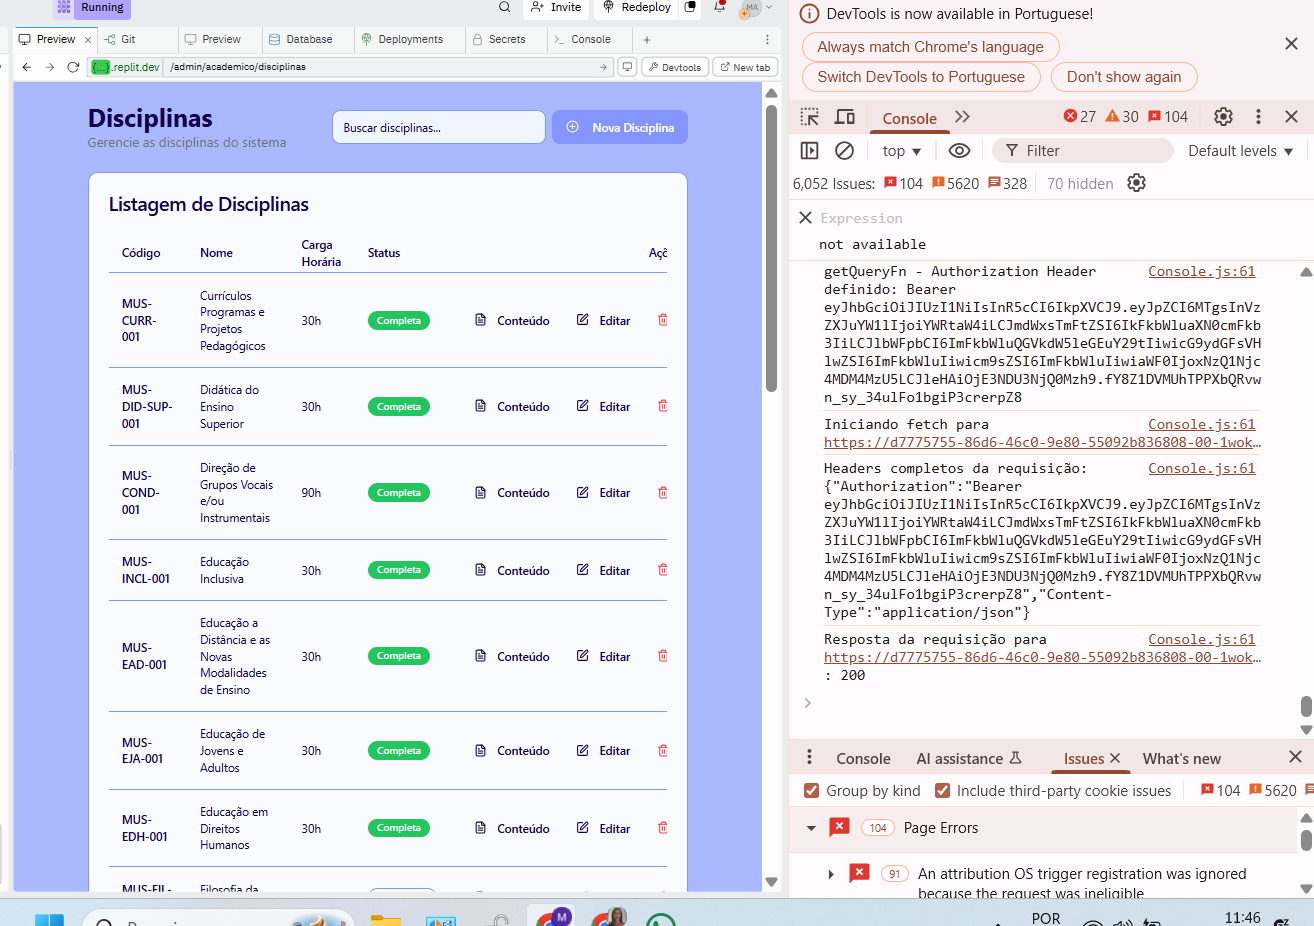 Running
Invite
Redeploy
MA
Preview
Git
Preview
Database
Deployments
Secrets
Console
{...}.replit.dev
/admin/academico/disciplinas
Devtools
New tab
Disciplinas
Gerencie as disciplinas do sistema
Buscar disciplinas...
Nova Disciplina
Listagem de Disciplinas
Código Nome Carga Horária Status Açõ
MUS-CURR-001 Currículos Programas e Projetos Pedagógicos 30h Completa Conteúdo Editar
MUS-DID-SUP-001 Didática do Ensino Superior 30h Completa Conteúdo Editar
MUS-COND-001 Direção de Grupos Vocais e/ou Instrumentais 90h Completa Conteúdo Editar
MUS-INCL-001 Educação Inclusiva 30h Completa Conteúdo Editar
MUS-EAD-001 Educação a Distância e as Novas Modalidades de Ensino 30h Completa Conteúdo Editar
MUS-EJA-001 Educação de Jovens e Adultos 30h Completa Conteúdo Editar
MUS-EDH-001 Educação em Direitos Humanos 30h Completa Conteúdo Editar
MUS-FIL- Filosofia da
DevTools is now available in Portuguese!
Always match Chrome's language
Switch DevTools to Portuguese
Don't show again
Console
27 30 104
top
Filter
Default levels
6,052 Issues: 104 5620 328 70 hidden
Expression
not available
getQueryFn - Authorization Header Console.js:61
definido: Bearer
Iniciando fetch para Console.js:61
https://d7775755-86d6-46c0-9e80-55092b836808-00-1wok…
Headers completos da requisição: Console.js:61
{"Authorization":"Bearer
","Content-
Type":"application/json"}
Resposta da requisição para Console.js:61
https://d7775755-86d6-46c0-9e80-55092b836808-00-1wok…
: 200
Console
AI assistance
Issues
What's new
Group by kind
Include third-party cookie issues
104 5620
104 Page Errors
91 An attribution OS trigger registration was ignored
because the request was ineligible
M
POR
11:46